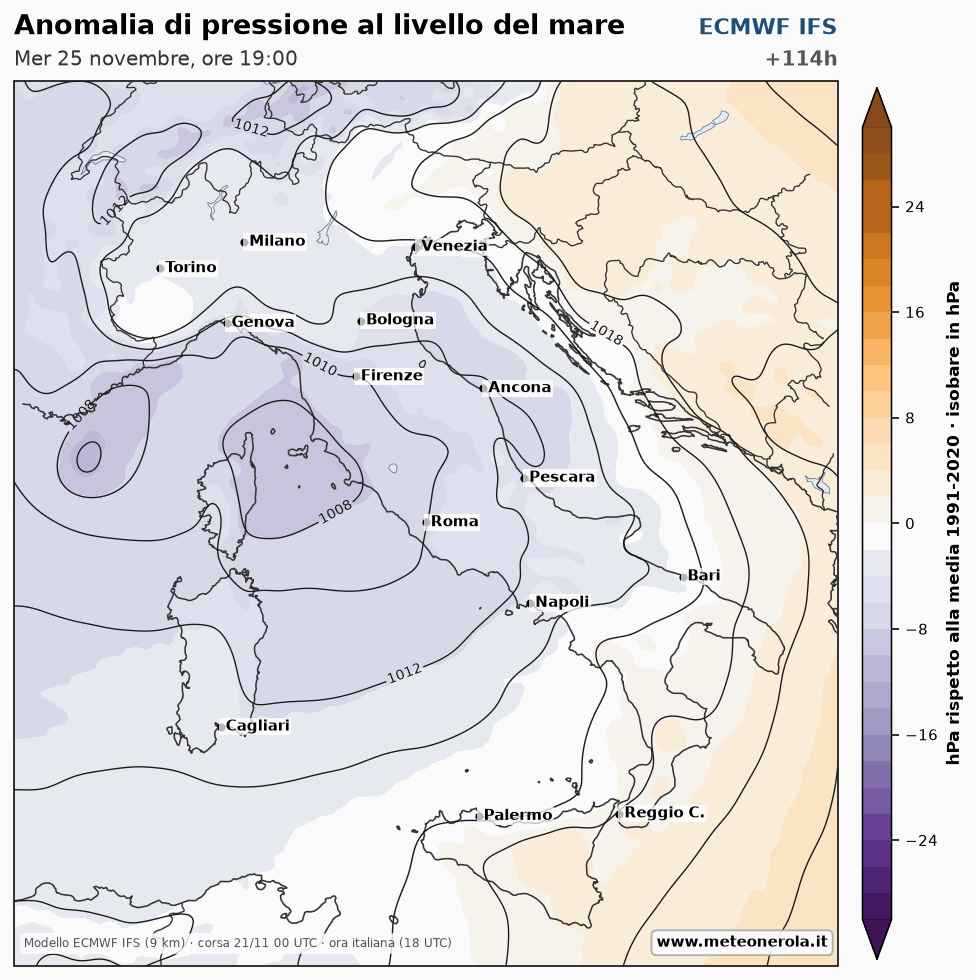 Anomalia di pressione al livello del mare
ECMWF IFS
Mer 25 novembre, ore 19:00
+114h
1012
1012
Milano
Venezia
Torino
Genova
Bologna
1018
1010
Firenze
Ancona
1008
Pescara
1008
Roma
Bari
Napoli
1012
Cagliari
Palermo
Reggio C.
Modello ECMWF IFS (9 km) · corsa 21/11 00 UTC · ora italiana (18 UTC)
www.meteonerola.it
24
16
8
0
−8
−16
−24
hPa rispetto alla media 1991-2020 · isobare in hPa